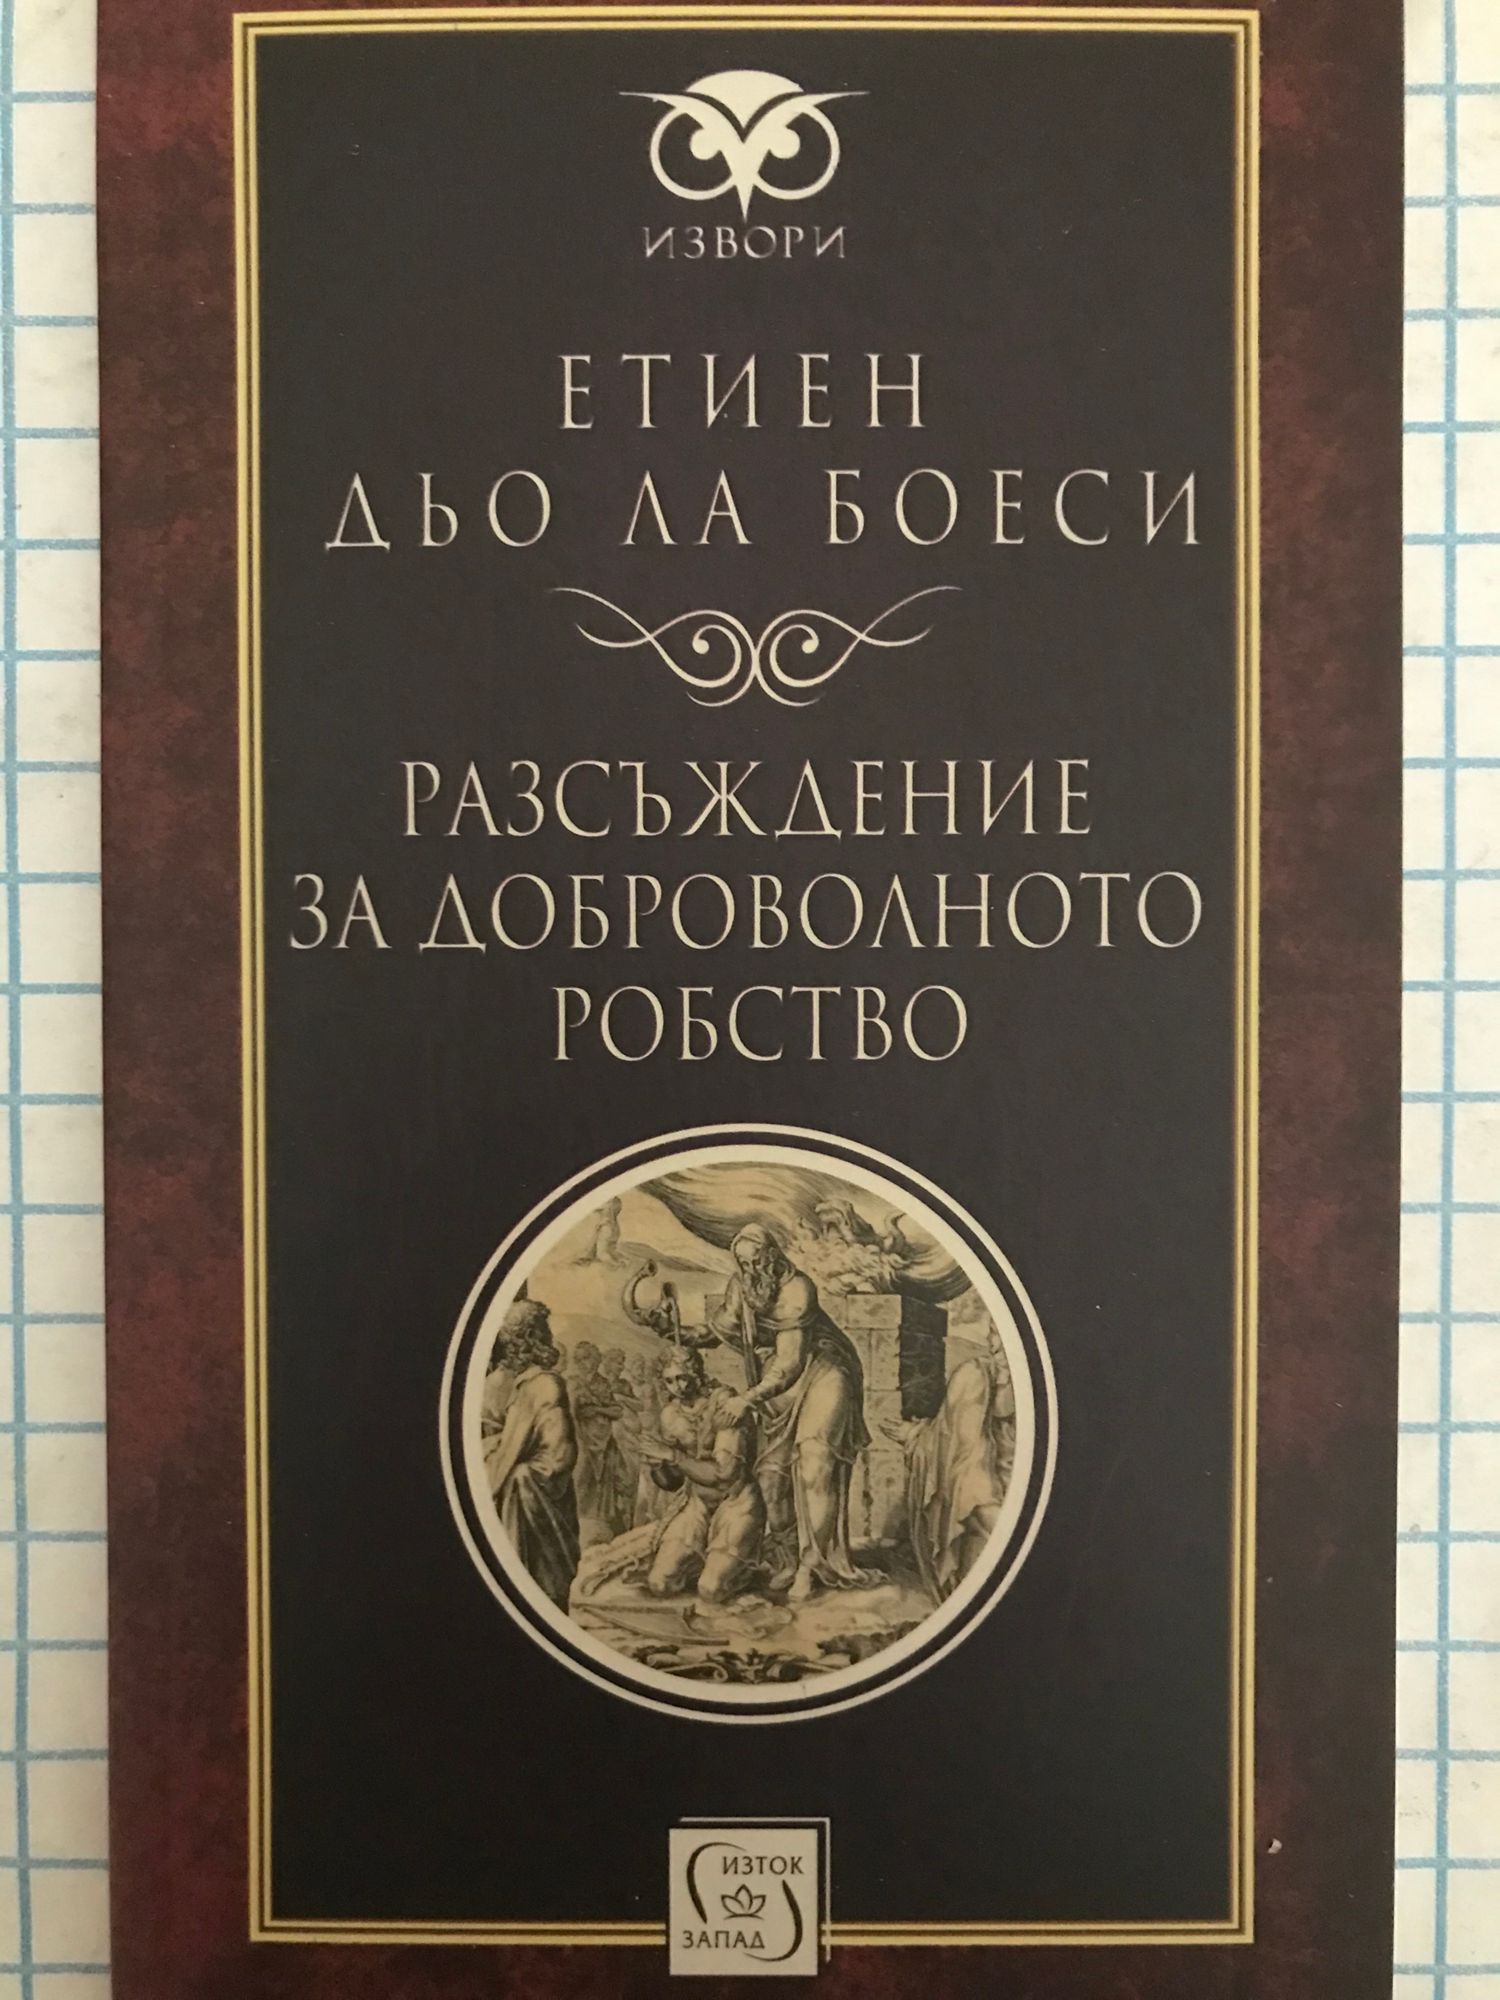 ИЗВОРИ
ЕТИЕН
ДЬО ЛА БОЕСИ
РАЗСЪЖДЕНИЕ
ЗА ДОБРОВОЛНОТО
РОБСТВО
ИЗТОК
ЗАПАД